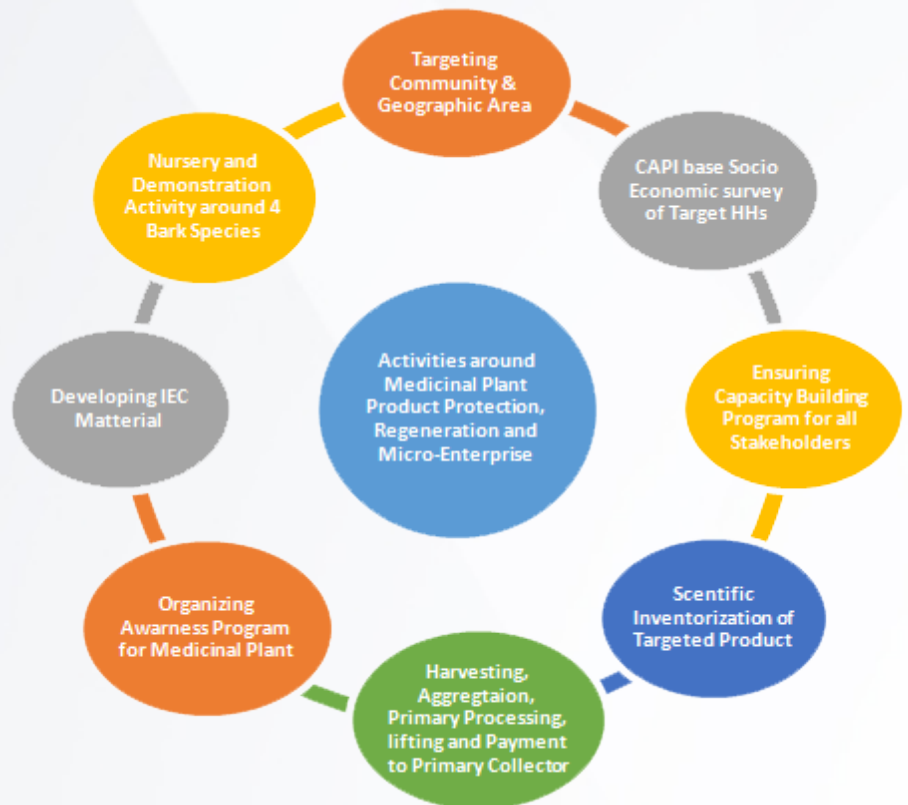 Targeting
Community &
Geographic Area
CAPI base Socio
Economic survey
of Target HHs
Ensuring
Capacity Building
Program for all
Stakeholders
Scentific
Inventorization of
Targeted Product
Harvesting,
Aggregtaion,
Primary Processing,
lifting and Payment
to Primary Collector
Organizing
Awarness Program
for Medicinal Plant
Developing IEC
Matterial
Nursery and
Demonstration
Activity around 4
Bark Species
Activities around
Medicinal Plant
Product Protection,
Regeneration and
Micro-Enterprise